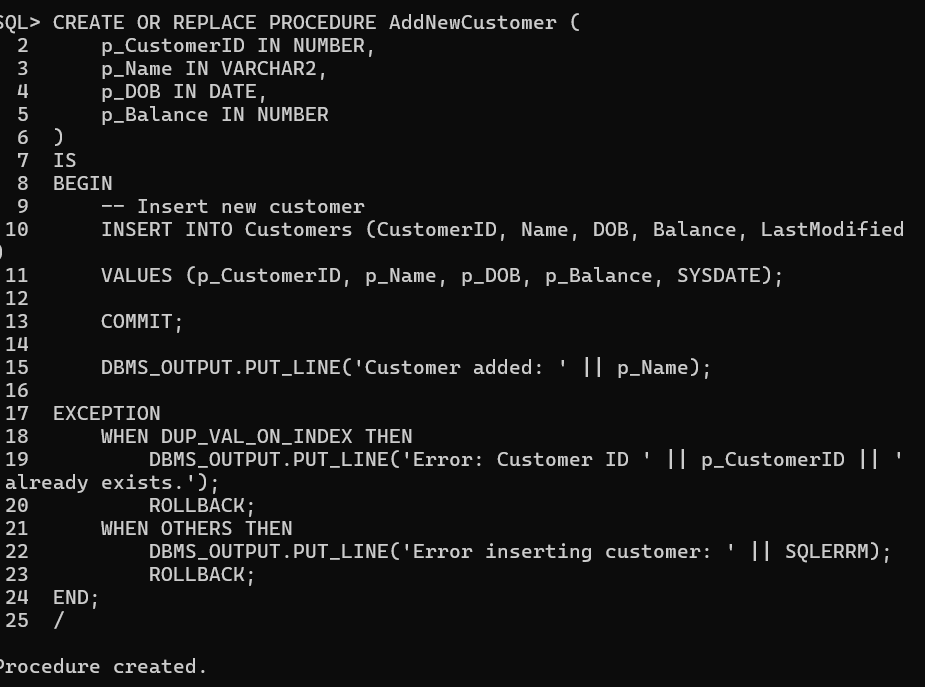 SQL> CREATE OR REPLACE PROCEDURE AddNewCustomer (
  2      p_CustomerID IN NUMBER,
  3      p_Name IN VARCHAR2,
  4      p_DOB IN DATE,
  5      p_Balance IN NUMBER
  6  )
  7  IS
  8  BEGIN
  9      -- Insert new customer
 10      INSERT INTO Customers (CustomerID, Name, DOB, Balance, LastModified
)
 11      VALUES (p_CustomerID, p_Name, p_DOB, p_Balance, SYSDATE);
 12
 13      COMMIT;
 14
 15      DBMS_OUTPUT.PUT_LINE('Customer added: ' || p_Name);
 16
 17  EXCEPTION
 18      WHEN DUP_VAL_ON_INDEX THEN
 19          DBMS_OUTPUT.PUT_LINE('Error: Customer ID ' || p_CustomerID || '
 already exists.');
 20          ROLLBACK;
 21      WHEN OTHERS THEN
 22          DBMS_OUTPUT.PUT_LINE('Error inserting customer: ' || SQLERRM);
 23          ROLLBACK;
 24  END;
 25  /

Procedure created.